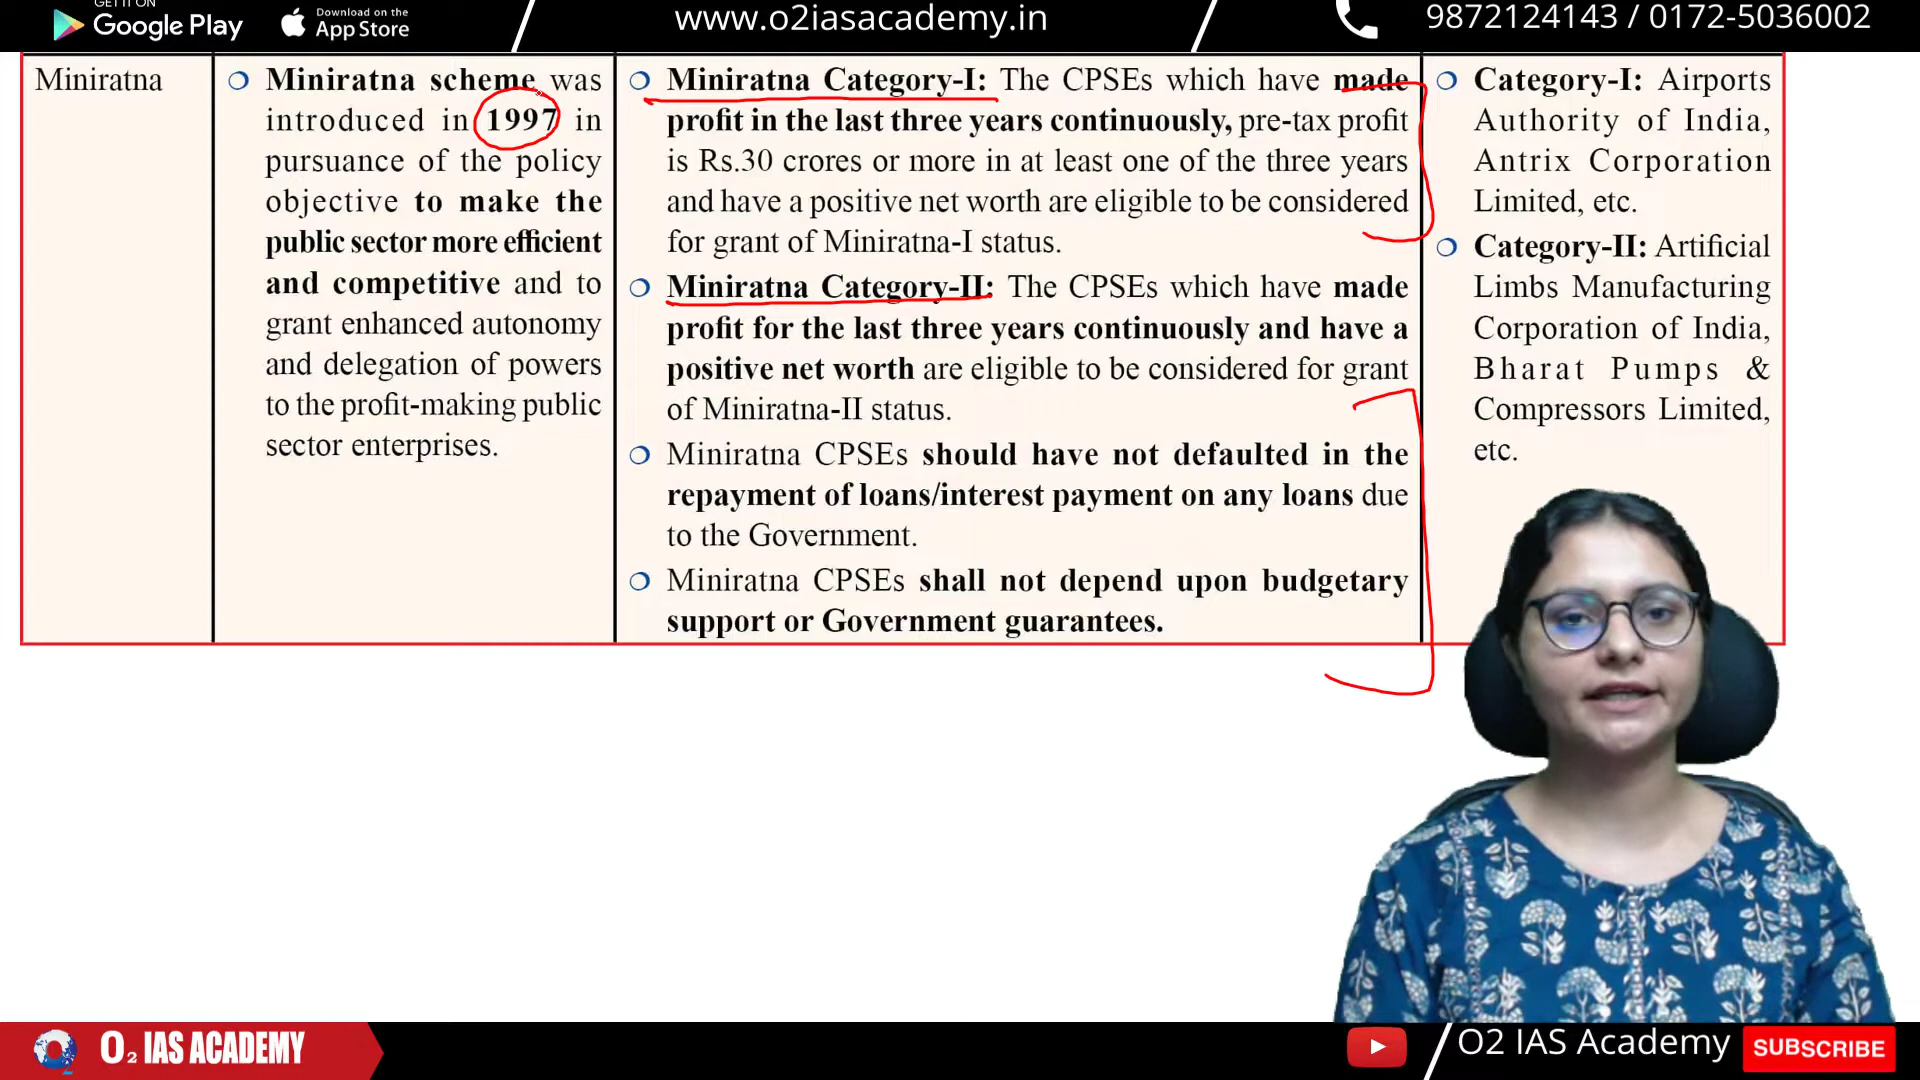 GET IT ON
Google Play
Download on the
App Store
www.o2iasacademy.in
9872124143 / 0172-5036002
Miniratna
Miniratna scheme was
introduced in 1997 in
pursuance of the policy
objective to make the
public sector more efficient
and competitive and to
grant enhanced autonomy
and delegation of powers
to the profit-making public
sector enterprises.
Miniratna Category-I: The CPSEs which have made
profit in the last three years continuously, pre-tax profit
is Rs.30 crores or more in at least one of the three years
and have a positive net worth are eligible to be considered
for grant of Miniratna-I status.
Miniratna Category-II: The CPSEs which have made
profit for the last three years continuously and have a
positive net worth are eligible to be considered for grant
of Miniratna-II status.
Miniratna CPSEs should have not defaulted in the
repayment of loans/interest payment on any loans due
to the Government.
Miniratna CPSEs shall not depend upon budgetary
support or Government guarantees.
Category-I: Airports
Authority of India,
Antrix Corporation
Limited, etc.
Category-II: Artificial
Limbs Manufacturing
Corporation of India,
Bharat Pumps &
Compressors Limited,
etc.
O2 IAS ACADEMY
O2 IAS Academy
SUBSCRIBE